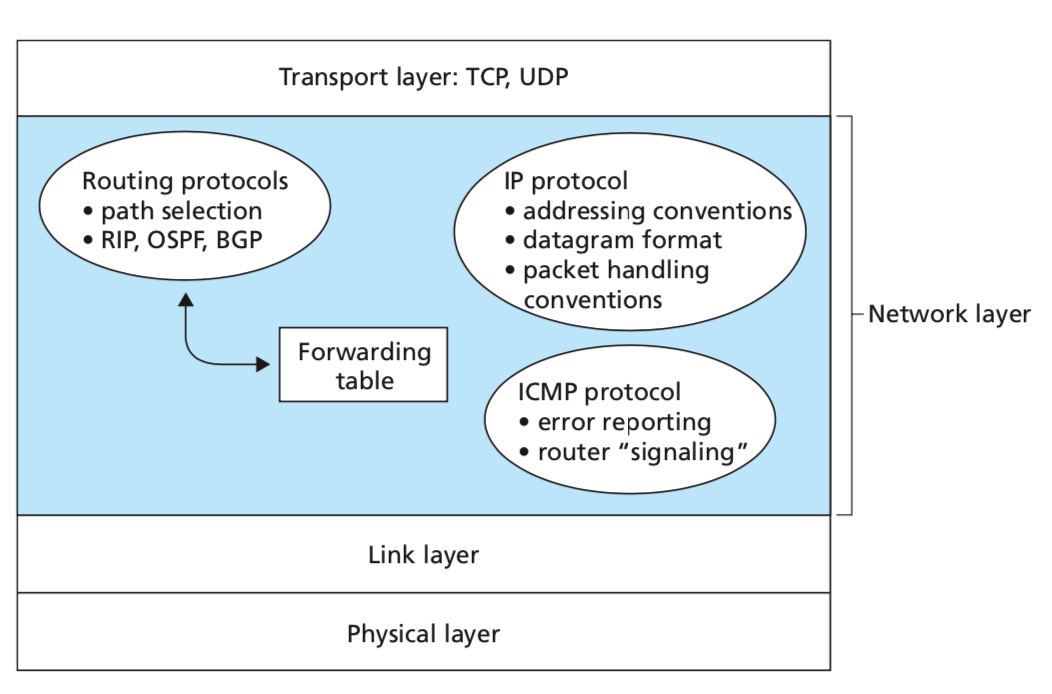 Transport layer: TCP, UDP
Routing protocols
• path selection
• RIP, OSPF, BGP
IP protocol
• addressing conventions
• datagram format
• packet handling
conventions
Network layer
Forwarding
table
ICMP protocol
• error reporting
• router “signaling”
Link layer
Physical layer